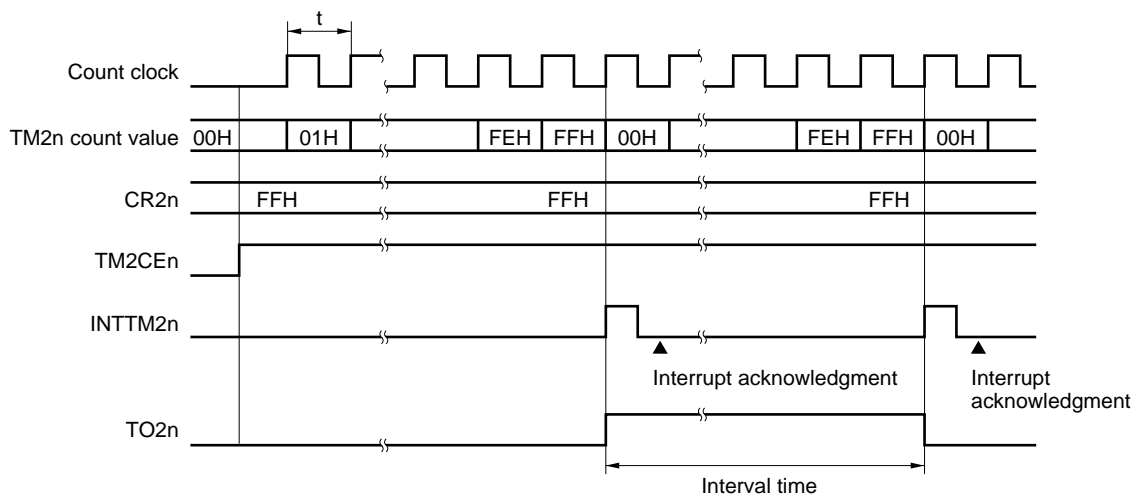 t
Count clock
TM2n count value 00H 01H FEH FFH 00H FEH FFH 00H
CR2n FFH FFH FFH
TM2CEn
INTTM2n
Interrupt acknowledgment
Interrupt
acknowledgment
TO2n
Interval time